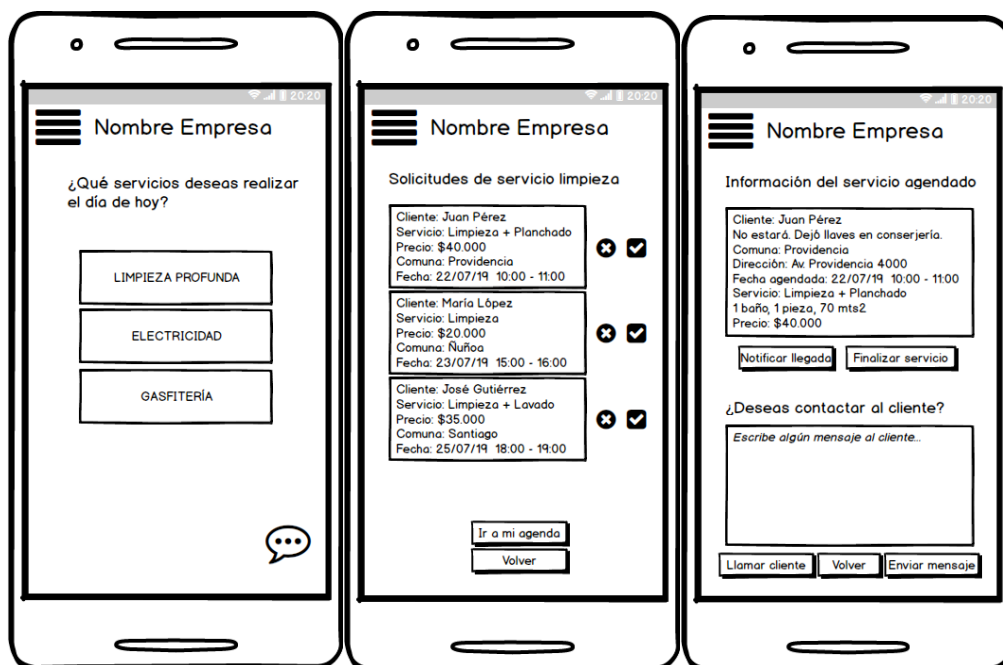 20:20
Nombre Empresa
¿Qué servicios deseas realizar
el día de hoy?
LIMPIEZA PROFUNDA
ELECTRICIDAD
GASFITERÍA
20:20
Nombre Empresa
Solicitudes de servicio limpieza
Cliente: Juan Pérez
Servicio: Limpieza + Planchado
Precio: $40.000
Comuna: Providencia
Fecha: 22/07/19 10:00 - 11:00
Cliente: María López
Servicio: Limpieza
Precio: $20.000
Comuna: Ñuñoa
Fecha: 23/07/19 15:00 - 16:00
Cliente: José Gutiérrez
Servicio: Limpieza + Lavado
Precio: $35.000
Comuna: Santiago
Fecha: 25/07/19 18:00 - 19:00
Ir a mi agenda
Volver
20:20
Nombre Empresa
Información del servicio agendado
Cliente: Juan Pérez
No estará. Dejó llaves en conserjería.
Comuna: Providencia
Dirección: Av. Providencia 4000
Fecha agendada: 22/07/19 10:00 - 11:00
Servicio: Limpieza + Planchado
1 baño, 1 pieza, 70 mts2
Precio: $40.000
Notificar llegada Finalizar servicio
¿Deseas contactar al cliente?
Escribe algún mensaje al cliente...
Llamar cliente Volver Enviar mensaje